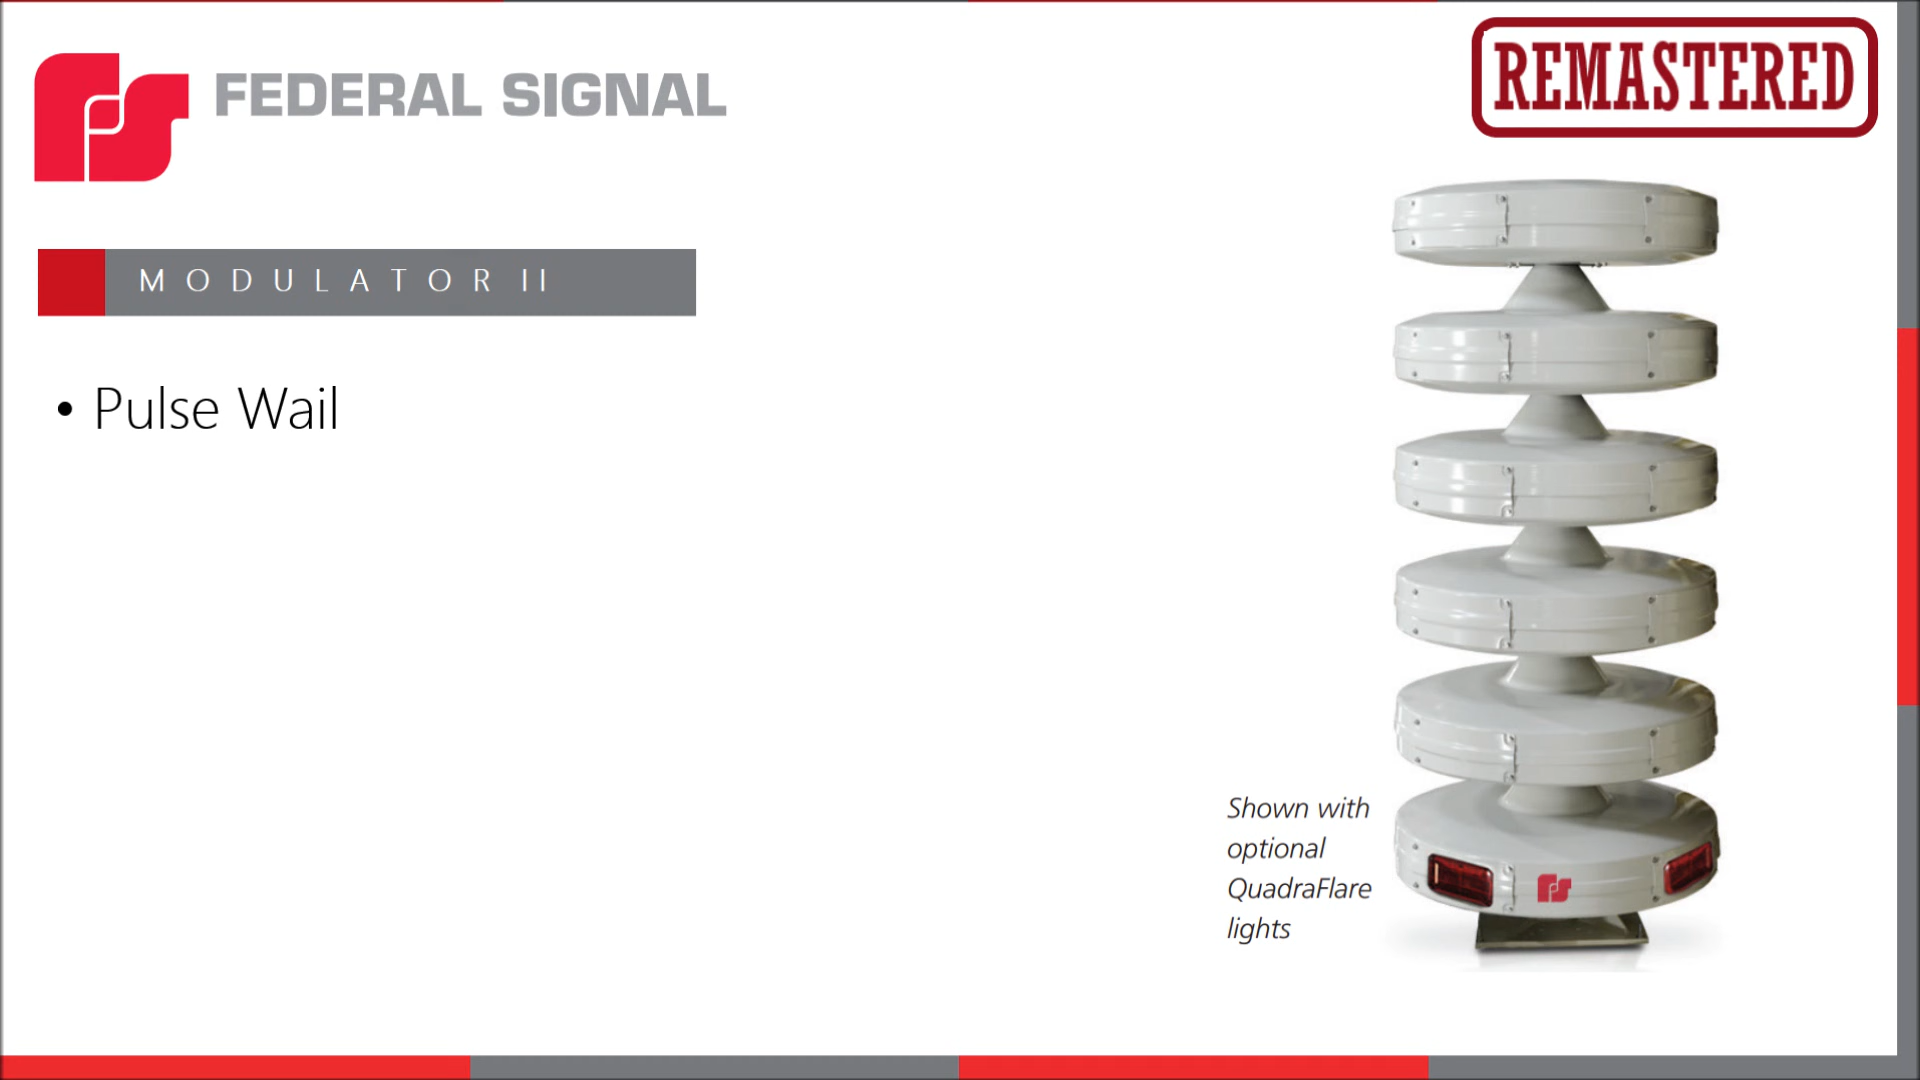 FEDERAL SIGNAL
REMASTERED
MODULATOR II
• Pulse Wail
Shown with
optional
QuadraFlare
lights